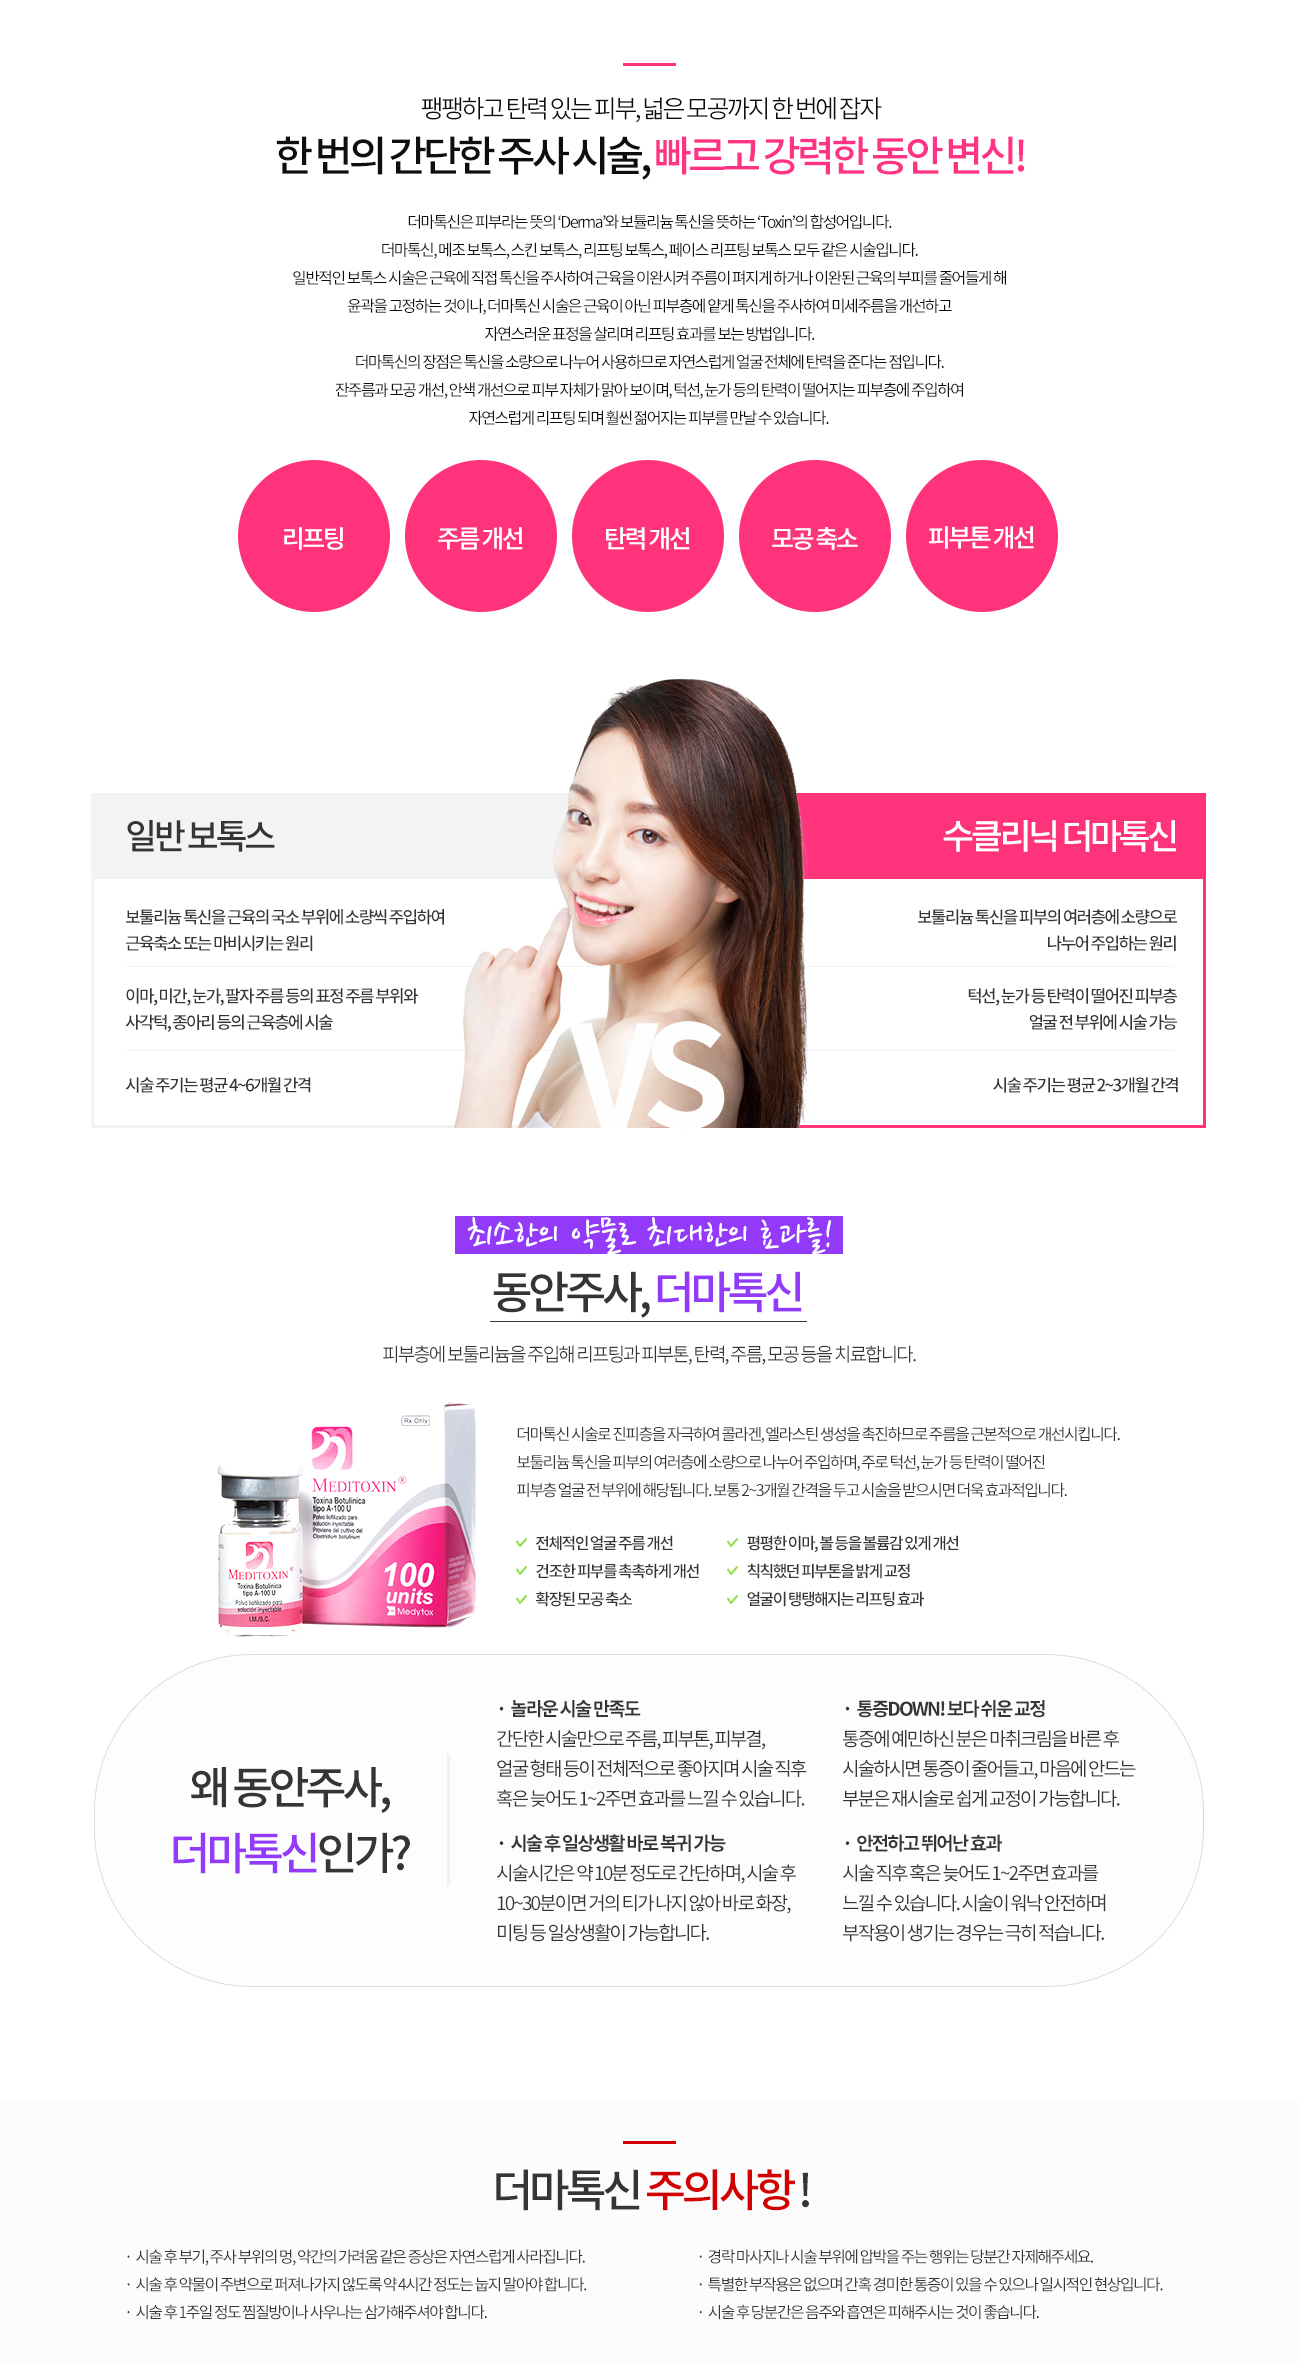 팽팽하고 탄력 있는 피부, 넓은 모공까지 한 번에 잡자
한 번의 간단한 주사 시술, 빠르고 강력한 동안 변신!
더마톡신은 피부라는 뜻의 ‘Derma’와 보튤리늄 톡신을 뜻하는 ‘Toxin’의 합성어입니다.
더마톡신, 메조 보톡스, 스킨 보톡스, 리프팅 보톡스, 페이스 리프팅 보톡스 모두 같은 시술입니다.
일반적인 보톡스 시술은 근육에 직접 톡신을 주사하여 근육을 이완시켜 주름이 펴지게 하거나 이완된 근육의 부피를 줄어들게 해
윤곽을 고정하는 것이나, 더마톡신 시술은 근육이 아닌 피부층에 얕게 톡신을 주사하여 미세주름을 개선하고
자연스러운 표정을 살리며 리프팅 효과를 보는 방법입니다.
더마톡신의 장점은 톡신을 소량으로 나누어 사용하므로 자연스럽게 얼굴 전체에 탄력을 준다는 점입니다.
잔주름과 모공 개선, 안색 개선으로 피부 자체가 맑아 보이며, 턱선, 눈가 등의 탄력이 떨어지는 피부층에 주입하여
자연스럽게 리프팅 되며 훨씬 젊어지는 피부를 만날 수 있습니다.
리프팅
주름 개선
탄력 개선
모공 축소
피부톤 개선
일반 보톡스
보툴리늄 톡신을 근육의 국소 부위에 소량씩 주입하여
근육축소 또는 마비시키는 원리
이마, 미간, 눈가, 팔자 주름 등의 표정 주름 부위와
사각턱, 종아리 등의 근육층에 시술
시술 주기는 평균 4~6개월 간격
VS
수클리닉 더마톡신
보툴리늄 톡신을 피부의 여러층에 소량으로
나누어 주입하는 원리
턱선, 눈가 등 탄력이 떨어진 피부층
얼굴 전 부위에 시술 가능
시술 주기는 평균 2~3개월 간격
최소한의 약물로 최대한의 효과를!
동안주사, 더마톡신
피부층에 보툴리늄을 주입해 리프팅과 피부톤, 탄력, 주름, 모공 등을 치료합니다.
Rx Only
MEDITOXIN®
Toxina Botulínica
tipo A-100 U
Polvo liofilizado para
solución inyectable
Proviene del cultivo del
Clostridium botulinum
100
units
Medytox
MEDITOXIN®
Toxina Botulínica
tipo A-100 U
Polvo liofilizado para
solución inyectable
I.M./S.C.
더마톡신 시술로 진피층을 자극하여 콜라겐, 엘라스틴 생성을 촉진하므로 주름을 근본적으로 개선시킵니다.
보툴리늄 톡신을 피부의 여러층에 소량으로 나누어 주입하며, 주로 턱선, 눈가 등 탄력이 떨어진
피부층 얼굴 전 부위에 해당됩니다. 보통 2~3개월 간격을 두고 시술을 받으시면 더욱 효과적입니다.
전체적인 얼굴 주름 개선
건조한 피부를 촉촉하게 개선
확장된 모공 축소
평평한 이마, 볼 등을 볼륨감 있게 개선
칙칙했던 피부톤을 밝게 교정
얼굴이 탱탱해지는 리프팅 효과
왜 동안주사,
더마톡신인가?
· 놀라운 시술 만족도
간단한 시술만으로 주름, 피부톤, 피부결,
얼굴 형태 등이 전체적으로 좋아지며 시술 직후
혹은 늦어도 1~2주면 효과를 느낄 수 있습니다.
· 시술 후 일상생활 바로 복귀 가능
시술시간은 약 10분 정도로 간단하며, 시술 후
10~30분이면 거의 티가 나지 않아 바로 화장,
미팅 등 일상생활이 가능합니다.
· 통증DOWN! 보다 쉬운 교정
통증에 예민하신 분은 마취크림을 바른 후
시술하시면 통증이 줄어들고, 마음에 안드는
부분은 재시술로 쉽게 교정이 가능합니다.
· 안전하고 뛰어난 효과
시술 직후 혹은 늦어도 1~2주면 효과를
느낄 수 있습니다. 시술이 워낙 안전하며
부작용이 생기는 경우는 극히 적습니다.
더마톡신 주의사항 !
· 시술 후 부기, 주사 부위의 멍, 약간의 가려움 같은 증상은 자연스럽게 사라집니다.
· 시술 후 약물이 주변으로 퍼져나가지 않도록 약 4시간 정도는 눕지 말아야 합니다.
· 시술 후 1주일 정도 찜질방이나 사우나는 삼가해주셔야 합니다.
· 경락 마사지나 시술 부위에 압박을 주는 행위는 당분간 자제해주세요.
· 특별한 부작용은 없으며 간혹 경미한 통증이 있을 수 있으나 일시적인 현상입니다.
· 시술 후 당분간은 음주와 흡연은 피해주시는 것이 좋습니다.